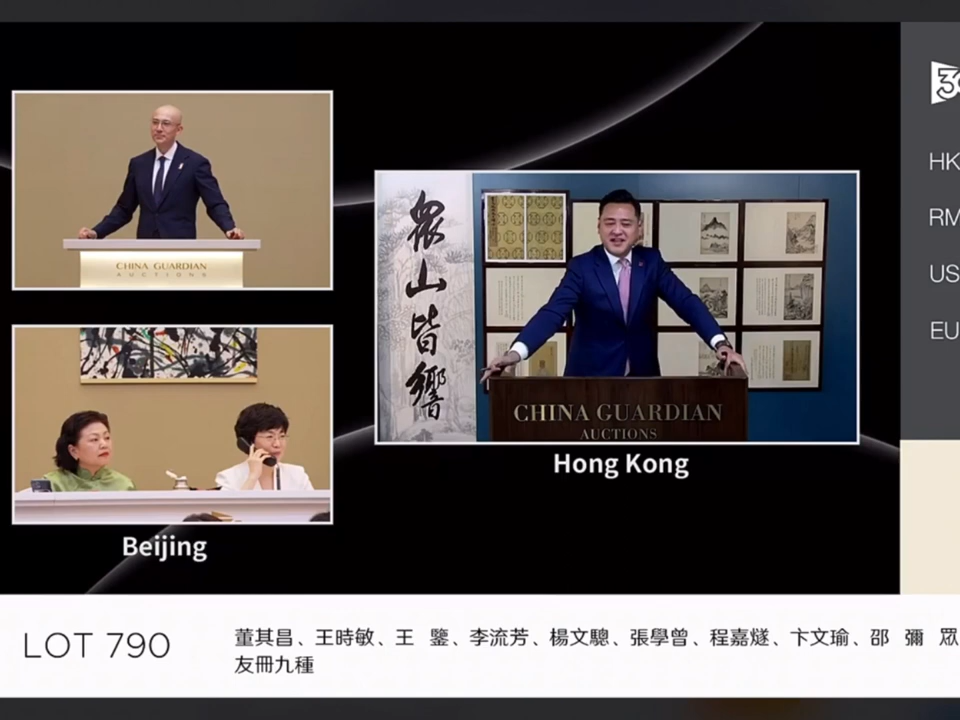 CHINA GUARDIAN
AUCTIONS
Beijing
眾山皆響
CHINA GUARDIAN
AUCTIONS
Hong Kong
3
HK
RM
US
EU
LOT 790
董其昌、王時敏、王 鑒、李流芳、楊文驄、張學曾、程嘉燧、卞文瑜、邵 彌 眾
友冊九種